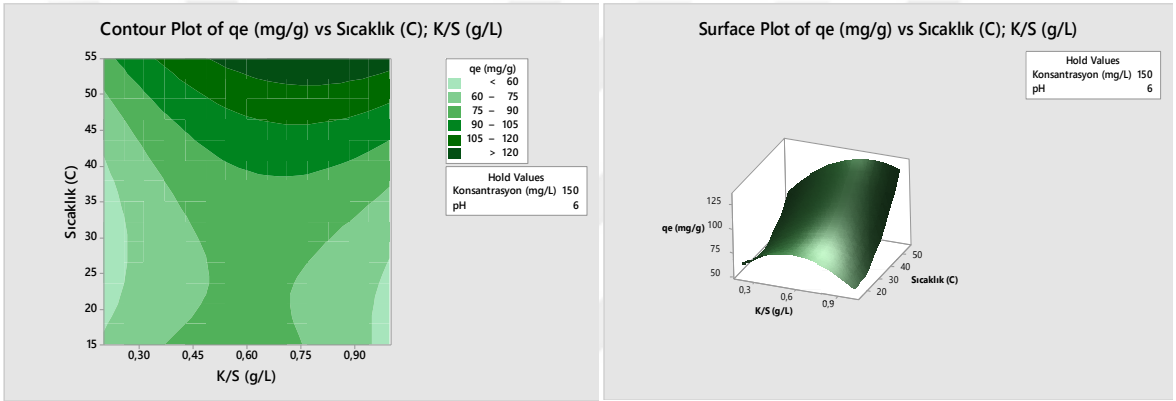 Contour Plot of qe (mg/g) vs Sıcaklık (C); K/S (g/L)
55
50
45
40
35
30
25
20
15
Sıcaklık (C)
0,30
0,45
0,60
0,75
0,90
K/S (g/L)
qe (mg/g)
< 60
60 – 75
75 – 90
90 – 105
105 – 120
> 120
Hold Values
Konsantrasyon (mg/L) 150
pH 6
Surface Plot of qe (mg/g) vs Sıcaklık (C); K/S (g/L)
Hold Values
Konsantrasyon (mg/L) 150
pH 6
125
100
75
50
qe (mg/g)
0,3
0,6
0,9
K/S (g/L)
50
40
30
20
Sıcaklık (C)